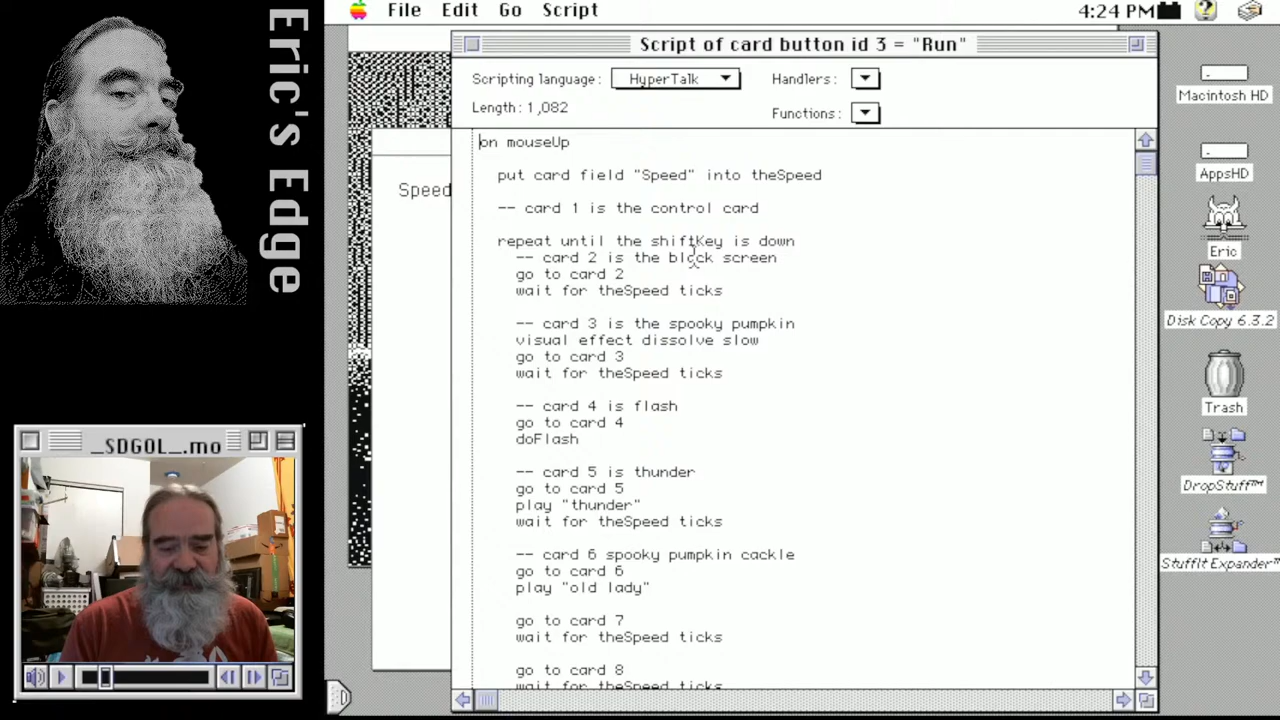 Eric's Edge
File Edit Go Script
4:24 PM
Script of card button id 3 = "Run"
Scripting language: HyperTalk
Handlers:
Length: 1,082
Functions:
Speed
on mouseUp
put card field "Speed" into theSpeed
-- card 1 is the control card
repeat until the shiftKey is down
-- card 2 is the block screen
go to card 2
wait for theSpeed ticks
-- card 3 is the spooky pumpkin
visual effect dissolve slow
go to card 3
wait for theSpeed ticks
-- card 4 is flash
go to card 4
doFlash
-- card 5 is thunder
go to card 5
play "thunder"
wait for theSpeed ticks
-- card 6 spooky pumpkin cackle
go to card 6
play "old lady"
go to card 7
wait for theSpeed ticks
go to card 8
wait for theSpeed ticks
Macintosh HD
AppsHD
Eric
Disk Copy 6.3.2
Trash
DropStuff™
StuffIt Expander™
_SDGOL_.mo